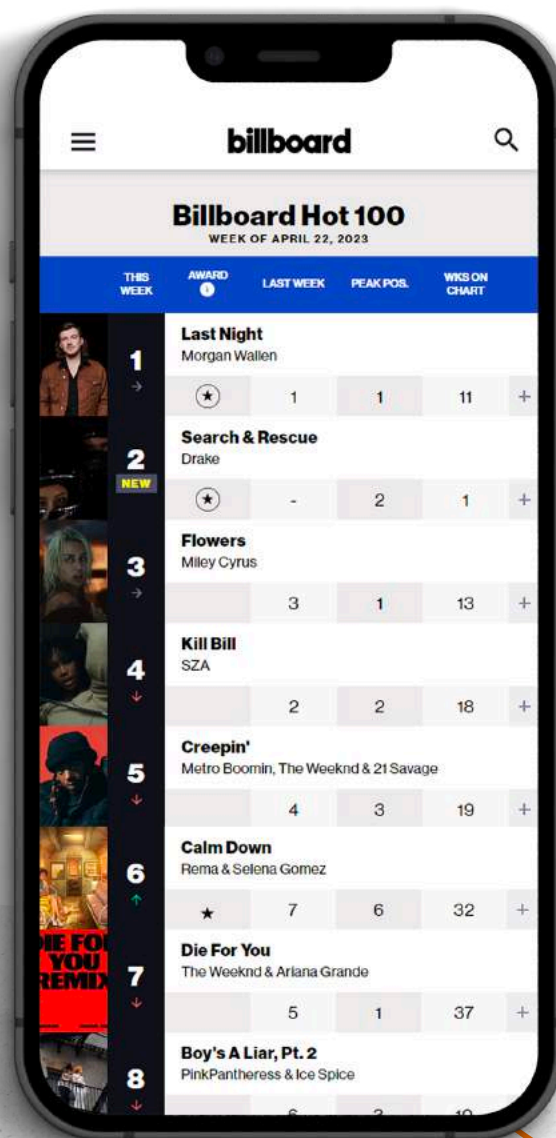 billboard
Billboard Hot 100
WEEK OF APRIL 22, 2023
THIS WEEK AWARD LAST WEEK PEAK POS. WKS ON CHART
1
Last Night
Morgan Wallen
1 1 11 +
2
NEW
Search & Rescue
Drake
- 2 1 +
3
Flowers
Miley Cyrus
3 1 13 +
4
Kill Bill
SZA
2 2 18 +
5
Creepin'
Metro Boomin, The Weeknd & 21 Savage
4 3 19 +
6
Calm Down
Rema & Selena Gomez
7 6 32 +
DIE FOR
YOU
REMIX
7
Die For You
The Weeknd & Ariana Grande
5 1 37 +
8
Boy's A Liar, Pt. 2
PinkPantheress & Ice Spice